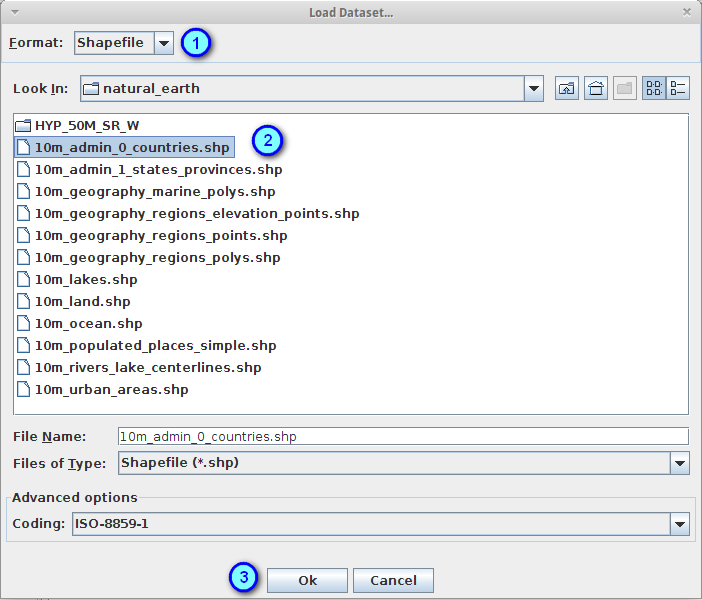 Load Dataset...
Format: Shapefile 1
Look In: natural_earth
HYP_50M_SR_W
10m_admin_0_countries.shp 2
10m_admin_1_states_provinces.shp
10m_geography_marine_polys.shp
10m_geography_regions_elevation_points.shp
10m_geography_regions_points.shp
10m_geography_regions_polys.shp
10m_lakes.shp
10m_land.shp
10m_ocean.shp
10m_populated_places_simple.shp
10m_rivers_lake_centerlines.shp
10m_urban_areas.shp
File Name: 10m_admin_0_countries.shp
Files of Type: Shapefile (*.shp)
Advanced options
Coding: ISO-8859-1
3 Ok Cancel